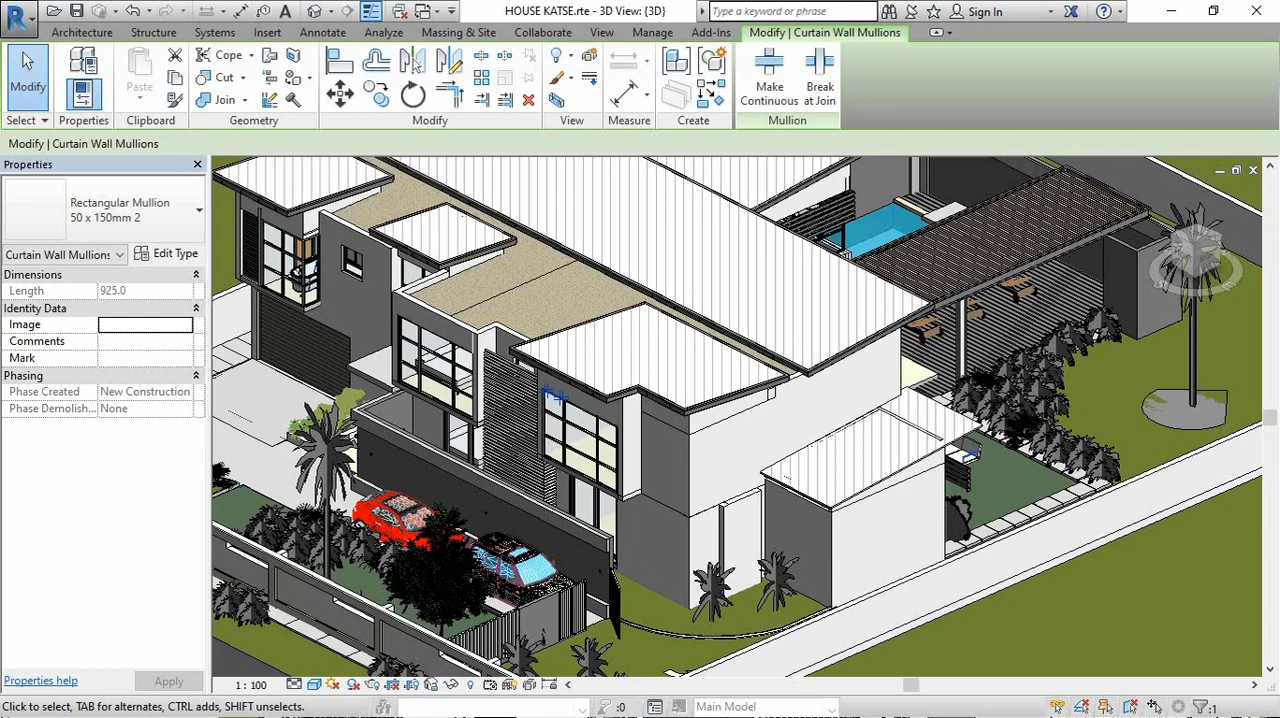 HOUSE KATSE.rte - 3D View: {3D}
Type a keyword or phrase
Sign In
Architecture
Structure
Systems
Insert
Annotate
Analyze
Massing & Site
Collaborate
View
Manage
Add-Ins
Modify | Curtain Wall Mullions
Modify
Paste
Cope
Cut
Join
Make Continuous
Break at Join
Select
Properties
Clipboard
Geometry
Modify
View
Measure
Create
Mullion
Modify | Curtain Wall Mullions
Properties
Rectangular Mullion
50 x 150mm 2
Curtain Wall Mullions
Edit Type
Dimensions
Length 925.0
Identity Data
Image
Comments
Mark
Phasing
Phase Created New Construction
Phase Demolish... None
Properties help
Apply
1 : 100
Click to select, TAB for alternates, CTRL adds, SHIFT unselects.
:0
Main Model
:1